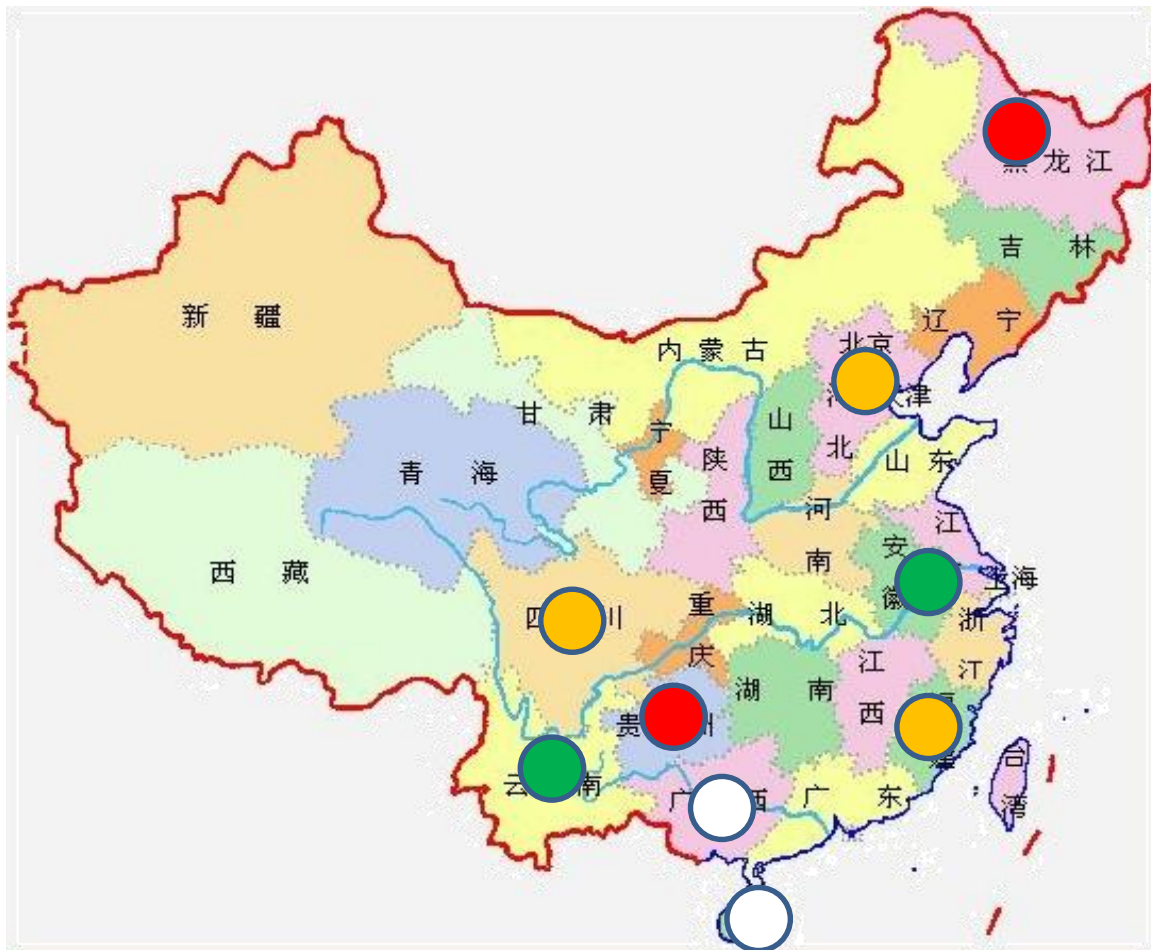 黑龙江
吉林
辽宁
新疆
内蒙古
北京
天津
河北
甘肃
宁夏
山西
陕西
山东
青海
河南
江
安徽
上海
西藏
四川
重庆
湖北
浙江
江西
湖南
贵州
福建
云南
广西
广东
台湾